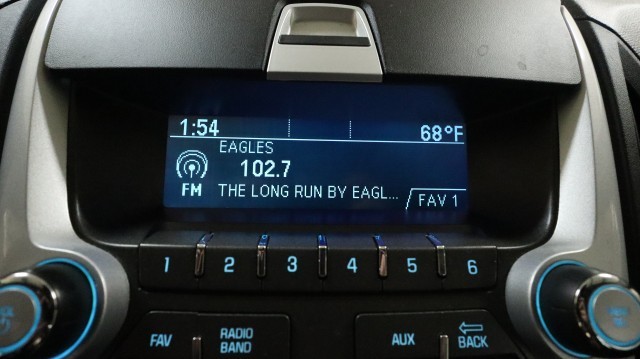 1:54 68°F
EAGLES
102.7
FM THE LONG RUN BY EAGL...
FAV 1
1 2 3 4 5 6
FAV RADIO BAND AUX BACK